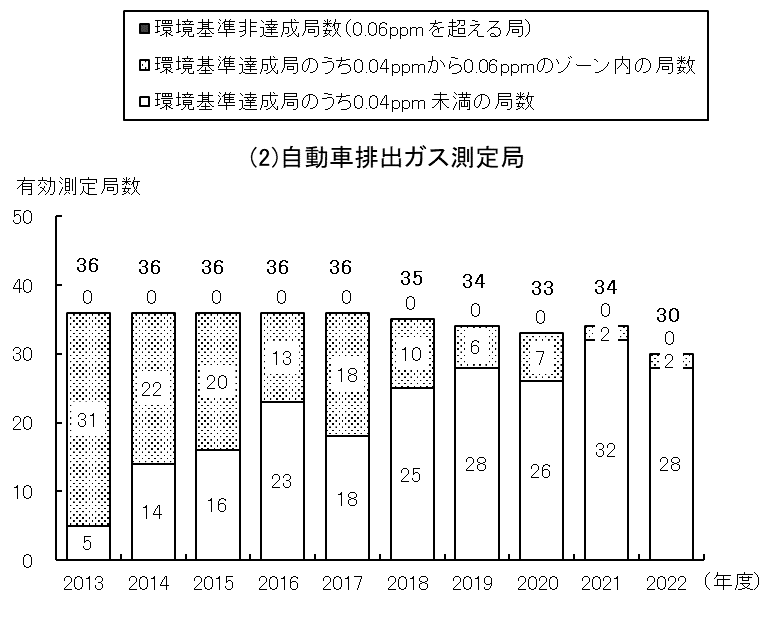 環境基準非達成局数(0.06ppmを超える局)
環境基準達成局のうち0.04ppmから0.06ppmのゾーン内の局数
環境基準達成局のうち0.04ppm 未満の局数
(2)自動車排出ガス測定局
有効測定局数
50
40
30
20
10
0
36 36 36 36 36 35 34 33 34 30
0 0 0 0 0 0 0 0 0 0
31 22 20 13 18 10 6 7 2 2
5 14 16 23 18 25 28 26 32 28
2013 2014 2015 2016 2017 2018 2019 2020 2021 2022 (年度)